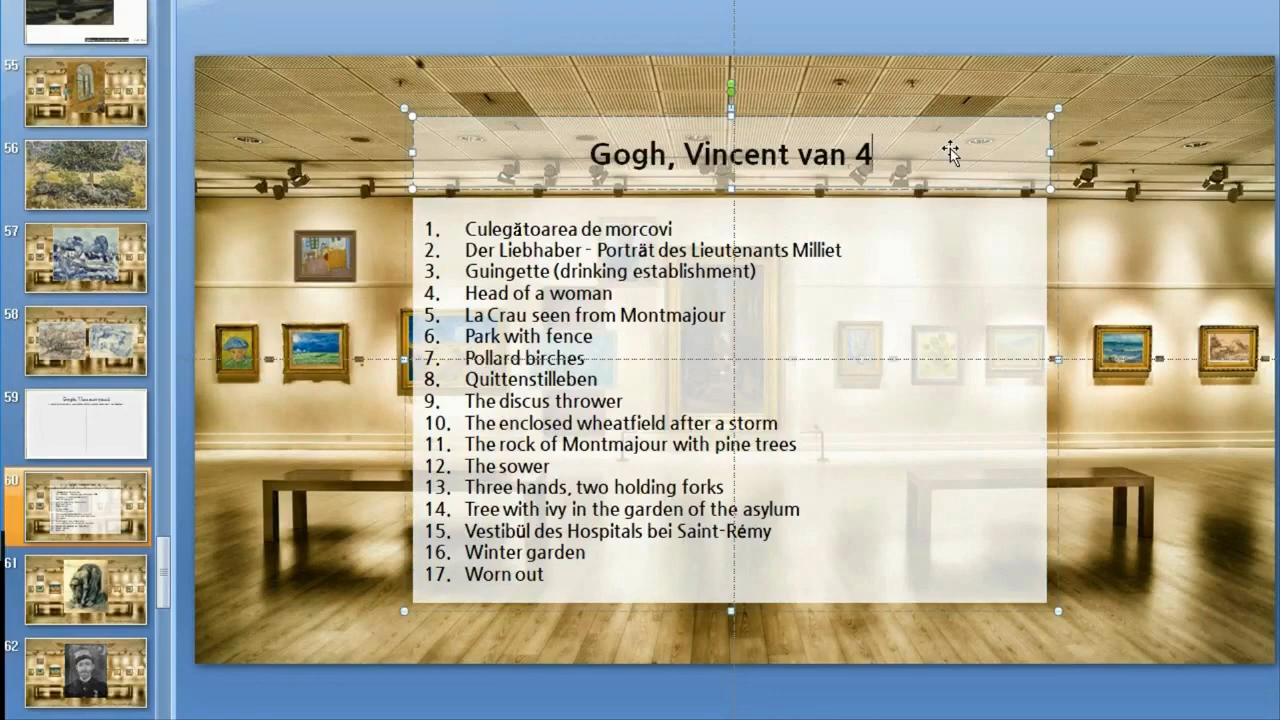 55
56
57
58
59
60
61
62
Gogh, Vincent van 4
1. Culegătoarea de morcovi
2. Der Liebhaber - Porträt des Lieutenants Milliet
3. Guingette (drinking establishment)
4. Head of a woman
5. La Crau seen from Montmajour
6. Park with fence
7. Pollard birches
8. Quittenstilleben
9. The discus thrower
10. The enclosed wheatfield after a storm
11. The rock of Montmajour with pine trees
12. The sower
13. Three hands, two holding forks
14. Tree with ivy in the garden of the asylum
15. Vestibül des Hospitals bei Saint-Rémy
16. Winter garden
17. Worn out